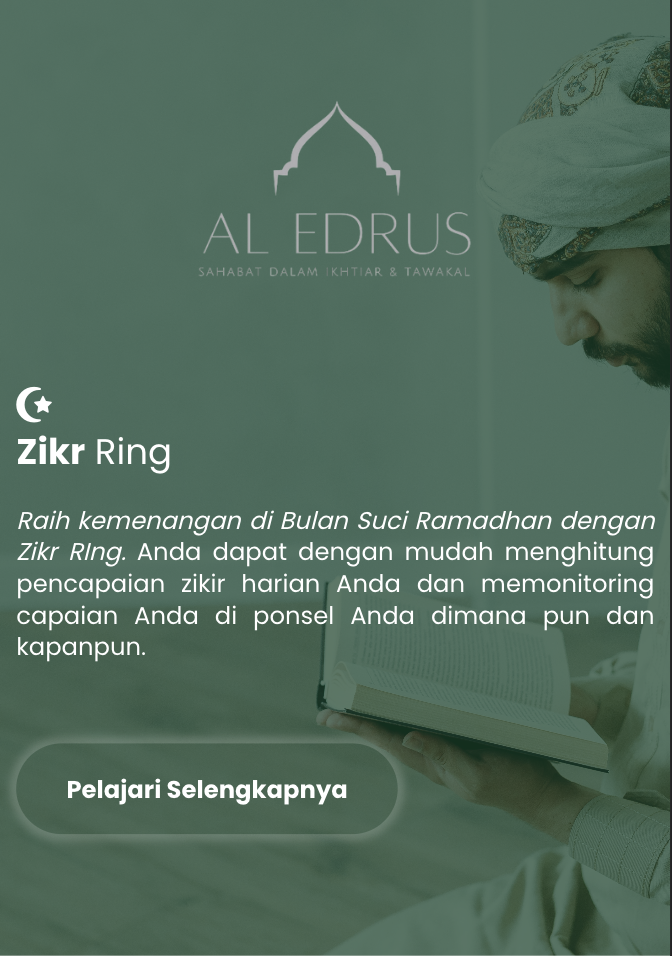 AL EDRUS
SAHABAT DALAM IKHTIAR & TAWAKAL
Zikr Ring
Raih kemenangan di Bulan Suci Ramadhan dengan
Zikr RIng. Anda dapat dengan mudah menghitung
pencapaian zikir harian Anda dan memonitoring
capaian Anda di ponsel Anda dimana pun dan
kapanpun.
Pelajari Selengkapnya